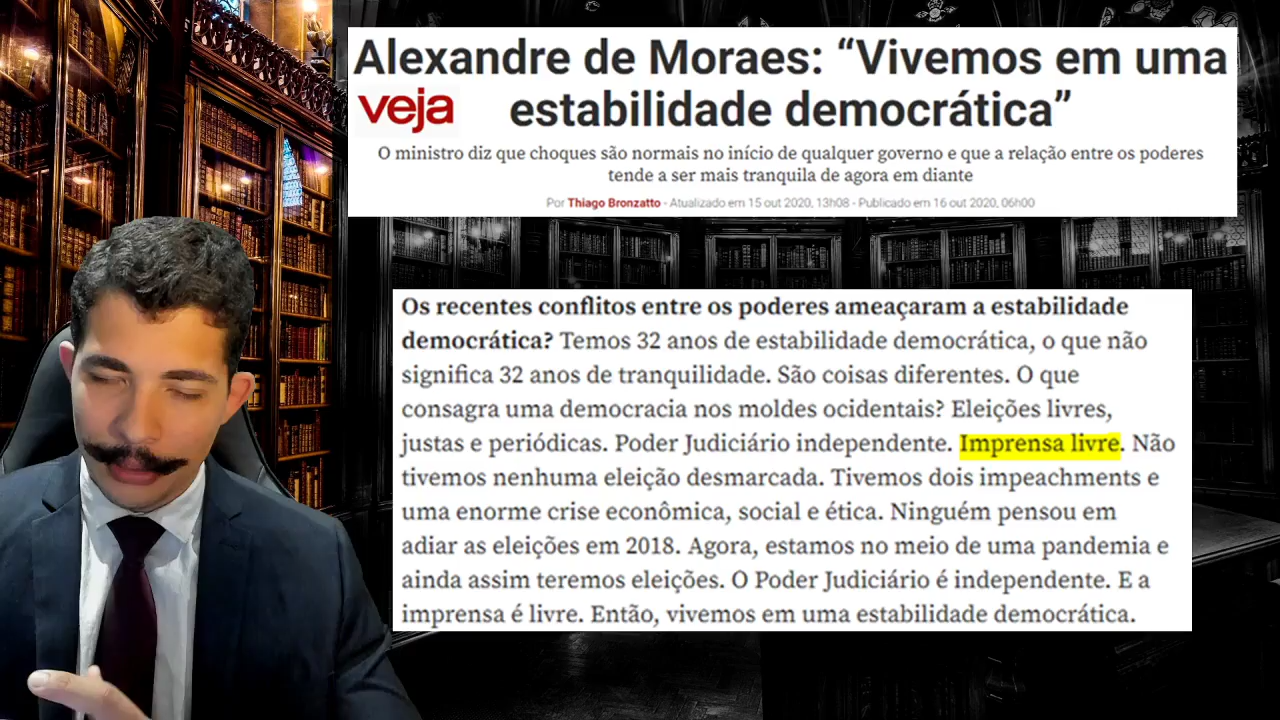 Alexandre de Moraes: “Vivemos em uma
veja
estabilidade democrática”
O ministro diz que choques são normais no início de qualquer governo e que a relação entre os poderes
tende a ser mais tranquila de agora em diante
Por Thiago Bronzatto - Atualizado em 15 out 2020, 13h08 - Publicado em 16 out 2020, 06h00
Os recentes conflitos entre os poderes ameaçaram a estabilidade
democrática? Temos 32 anos de estabilidade democrática, o que não
significa 32 anos de tranquilidade. São coisas diferentes. O que
consagra uma democracia nos moldes ocidentais? Eleições livres,
justas e periódicas. Poder Judiciário independente. Imprensa livre. Não
tivemos nenhuma eleição desmarcada. Tivemos dois impeachments e
uma enorme crise econômica, social e ética. Ninguém pensou em
adiar as eleições em 2018. Agora, estamos no meio de uma pandemia e
ainda assim teremos eleições. O Poder Judiciário é independente. E a
imprensa é livre. Então, vivemos em uma estabilidade democrática.